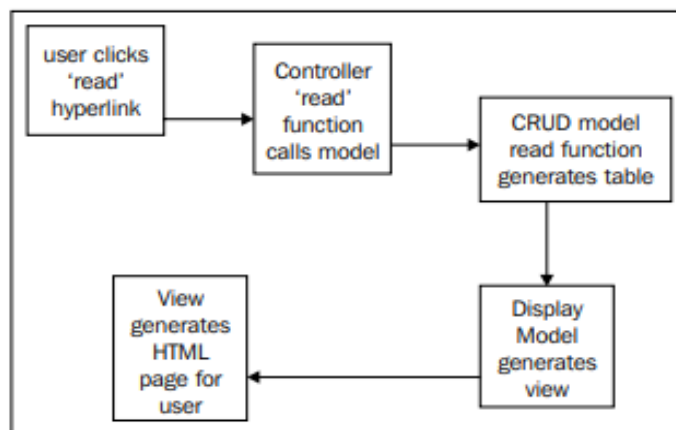 user clicks
‘read’
hyperlink
Controller
‘read’
function
calls model
CRUD model
read function
generates table
Display
Model
generates
view
View
generates
HTML
page for
user